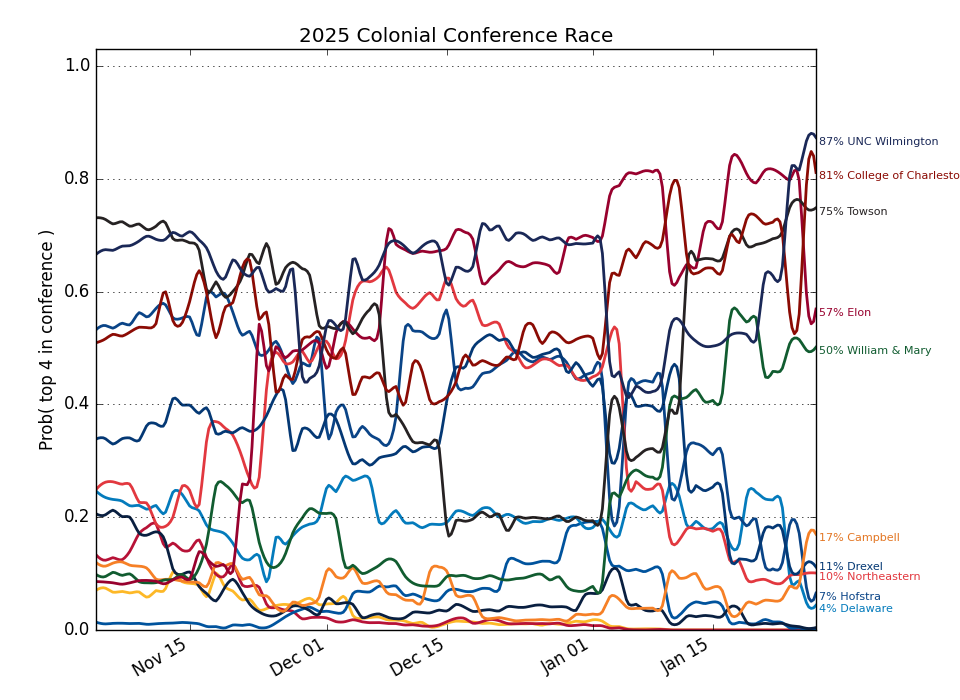 2025 Colonial Conference Race
Prob( top 4 in conference )
1.0
0.8
0.6
0.4
0.2
0.0
Nov 15
Dec 01
Dec 15
Jan 01
Jan 15
87% UNC Wilmington
81% College of Charlesto
75% Towson
57% Elon
50% William & Mary
17% Campbell
11% Drexel
10% Northeastern
7% Hofstra
4% Delaware